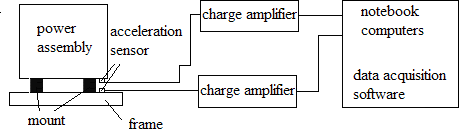 power
assembly
acceleration
sensor
charge amplifier
notebook
computers
charge amplifier
data acquisition
software
mount
frame